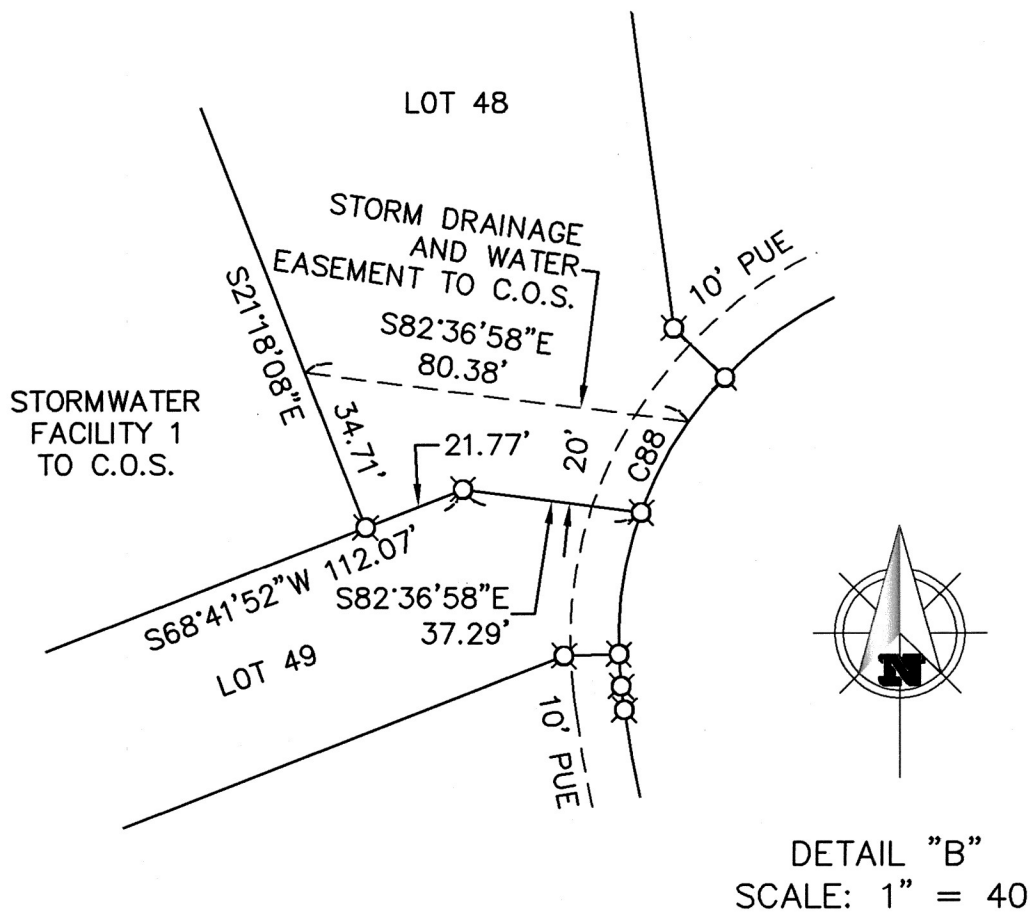 LOT 48
STORM DRAINAGE
AND WATER
EASEMENT TO C.O.S.
10' PUE
S21°18'08"E
34.71'
S82°36'58"E
80.38'
STORMWATER
FACILITY 1
TO C.O.S.
21.77'
20'
C88
S68°41'52"W 112.07'
S82°36'58"E
37.29'
LOT 49
10' PUE
N
DETAIL "B"
SCALE: 1" = 40